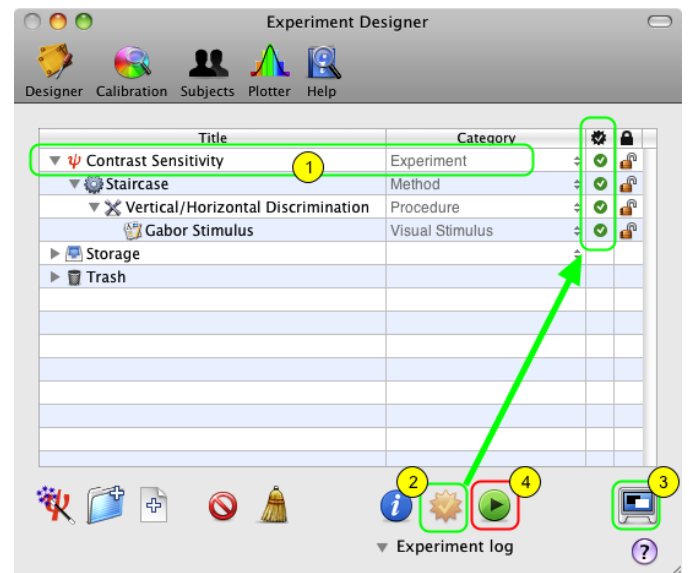 Experiment Designer
Designer Calibration Subjects Plotter Help
Title Category
ψ Contrast Sensitivity 1 Experiment
Staircase Method
Vertical/Horizontal Discrimination Procedure
Gabor Stimulus Visual Stimulus
Storage
Trash
2 4 3
i
Experiment log ?